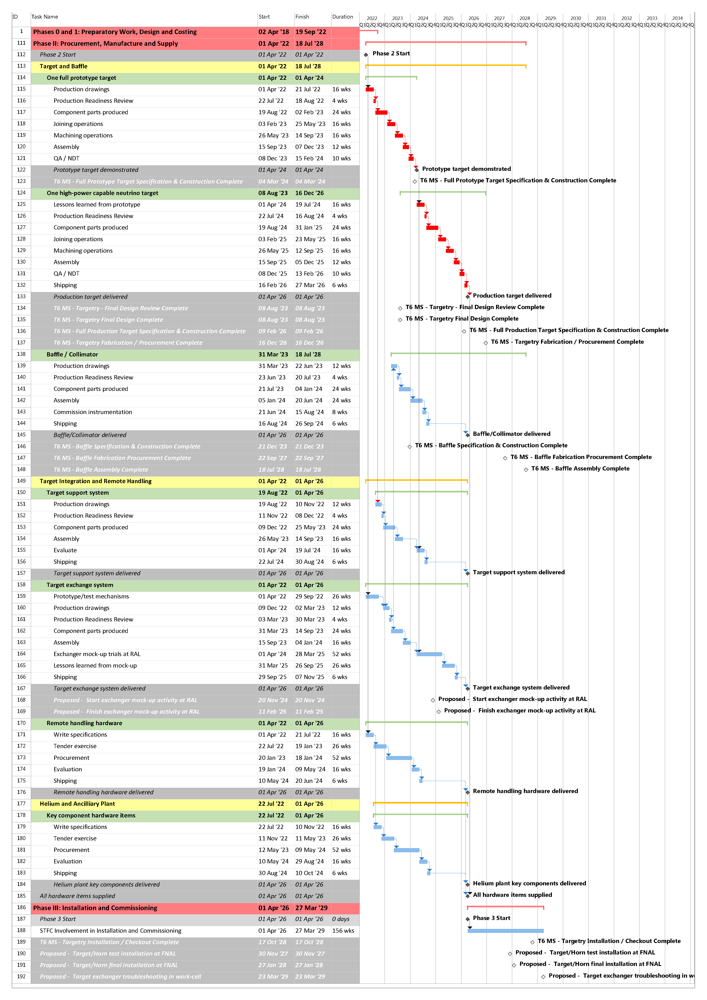 ID Task Name Start Finish Duration 2022 2023 2024 2025 2026 2027 2028 2029 2030 2031 2032 2033 2034
Q1Q2Q3Q4Q1Q2Q3Q4Q1Q2Q3Q4Q1Q2Q3Q4Q1Q2Q3Q4Q1Q2Q3Q4Q1Q2Q3Q4Q1Q2Q3Q4Q1Q2Q3Q4Q1Q2Q3Q4Q1Q2Q3Q4Q1Q2Q3Q4Q1Q2Q3Q4Q
1 Phases 0 and 1: Preparatory Work, Design and Costing 02 Apr '18 19 Sep '22
111 Phase II: Procurement, Manufacture and Supply 01 Apr '22 18 Jul '28
112 Phase 2 Start 01 Apr '22 01 Apr '22 Phase 2 Start
113 Target and Baffle 01 Apr '22 18 Jul '28
114 One full prototype target 01 Apr '22 01 Apr '24
115 Production drawings 01 Apr '22 21 Jul '22 16 wks
116 Production Readiness Review 22 Jul '22 18 Aug '22 4 wks
117 Component parts produced 19 Aug '22 02 Feb '23 24 wks
118 Joining operations 03 Feb '23 25 May '23 16 wks
119 Machining operations 26 May '23 14 Sep '23 16 wks
120 Assembly 15 Sep '23 07 Dec '23 12 wks
121 QA / NDT 08 Dec '23 15 Feb '24 10 wks
122 Prototype target demonstrated 01 Apr '24 01 Apr '24 Prototype target demonstrated
123 T6 MS - Full Prototype Target Specification & Construction Complete 04 Mar '24 04 Mar '24 T6 MS - Full Prototype Target Specification & Construction Complete
124 One high-power capable neutrino target 08 Aug '23 16 Dec '26
125 Lessons learned from prototype 01 Apr '24 19 Jul '24 16 wks
126 Production Readiness Review 22 Jul '24 16 Aug '24 4 wks
127 Component parts produced 19 Aug '24 31 Jan '25 24 wks
128 Joining operations 03 Feb '25 23 May '25 16 wks
129 Machining operations 26 May '25 12 Sep '25 16 wks
130 Assembly 15 Sep '25 05 Dec '25 12 wks
131 QA / NDT 08 Dec '25 13 Feb '26 10 wks
132 Shipping 16 Feb '26 27 Mar '26 6 wks
133 Production target delivered 01 Apr '26 01 Apr '26 Production target delivered
134 T6 MS - Targetry - Final Design Review Complete 08 Aug '23 08 Aug '23 T6 MS - Targetry - Final Design Review Complete
135 T6 MS - Targetry Final Design Complete 08 Aug '23 08 Aug '23 T6 MS - Targetry Final Design Complete
136 T6 MS - Full Production Target Specification & Construction Complete 09 Feb '26 09 Feb '26 T6 MS - Full Production Target Specification & Construction Complete
137 T6 MS - Targetry Fabrication / Procurement Complete 16 Dec '26 16 Dec '26 T6 MS - Targetry Fabrication / Procurement Complete
138 Baffle / Collimator 31 Mar '23 18 Jul '28
139 Production drawings 31 Mar '23 22 Jun '23 12 wks
140 Production Readiness Review 23 Jun '23 20 Jul '23 4 wks
141 Component parts produced 21 Jul '23 04 Jan '24 24 wks
142 Assembly 05 Jan '24 20 Jun '24 24 wks
143 Commission instrumentation 21 Jun '24 15 Aug '24 8 wks
144 Shipping 16 Aug '24 26 Sep '24 6 wks
145 Baffle/Collimator delivered 01 Apr '26 01 Apr '26 Baffle/Collimator delivered
146 T6 MS - Baffle Specification & Construction Complete 21 Dec '23 21 Dec '23 T6 MS - Baffle Specification & Construction Complete
147 T6 MS - Baffle Fabrication Procurement Complete 22 Sep '27 22 Sep '27 T6 MS - Baffle Fabrication Procurement Complete
148 T6 MS - Baffle Assembly Complete 18 Jul '28 18 Jul '28 T6 MS - Baffle Assembly Complete
149 Target Integration and Remote Handling 01 Apr '22 01 Apr '26
150 Target support system 19 Aug '22 01 Apr '26
151 Production drawings 19 Aug '22 10 Nov '22 12 wks
152 Production Readiness Review 11 Nov '22 08 Dec '22 4 wks
153 Component parts produced 09 Dec '22 25 May '23 24 wks
154 Assembly 26 May '23 14 Sep '23 16 wks
155 Evaluate 01 Apr '24 19 Jul '24 16 wks
156 Shipping 22 Jul '24 30 Aug '24 6 wks
157 Target support system delivered 01 Apr '26 01 Apr '26 Target support system delivered
158 Target exchange system 01 Apr '22 01 Apr '26
159 Prototype/test mechanisms 01 Apr '22 29 Sep '22 26 wks
160 Production drawings 09 Dec '22 02 Mar '23 12 wks
161 Production Readiness Review 03 Mar '23 30 Mar '23 4 wks
162 Component parts produced 31 Mar '23 14 Sep '23 24 wks
163 Assembly 15 Sep '23 04 Jan '24 16 wks
164 Exchanger mock-up trials at RAL 01 Apr '24 28 Mar '25 52 wks
165 Lessons learned from mock-up 31 Mar '25 26 Sep '25 26 wks
166 Shipping 29 Sep '25 07 Nov '25 6 wks
167 Target exchange system delivered 01 Apr '26 01 Apr '26 Target exchange system delivered
168 Proposed - Start exchanger mock-up activity at RAL 20 Nov '24 20 Nov '24 Proposed - Start exchanger mock-up activity at RAL
169 Proposed - Finish exchanger mock-up activity at RAL 11 Feb '25 11 Feb '25 Proposed - Finish exchanger mock-up activity at RAL
170 Remote handling hardware 01 Apr '22 01 Apr '26
171 Write specifications 01 Apr '22 21 Jul '22 16 wks
172 Tender exercise 22 Jul '22 19 Jan '23 26 wks
173 Procurement 20 Jan '23 18 Jan '24 52 wks
174 Evaluation 19 Jan '24 09 May '24 16 wks
175 Shipping 10 May '24 20 Jun '24 6 wks
176 Remote handling hardware delivered 01 Apr '26 01 Apr '26 Remote handling hardware delivered
177 Helium and Ancilliary Plant 22 Jul '22 01 Apr '26
178 Key component hardware items 22 Jul '22 01 Apr '26
179 Write specifications 22 Jul '22 10 Nov '22 16 wks
180 Tender exercise 11 Nov '22 11 May '23 26 wks
181 Procurement 12 May '23 09 May '24 52 wks
182 Evaluation 10 May '24 29 Aug '24 16 wks
183 Shipping 30 Aug '24 10 Oct '24 6 wks
184 Helium plant key components delivered 01 Apr '26 01 Apr '26 Helium plant key components delivered
185 All hardware items supplied 01 Apr '26 01 Apr '26 All hardware items supplied
186 Phase III: Installation and Commissioning 01 Apr '26 27 Mar '29
187 Phase 3 Start 01 Apr '26 01 Apr '26 0 days Phase 3 Start
188 STFC Involvement in Installation and Commissioning 01 Apr '26 27 Mar '29 156 wks
189 T6 MS - Targetry Installation / Checkout Complete 17 Oct '28 17 Oct '28 T6 MS - Targetry Installation / Checkout Complete
190 Proposed - Target/Horn test installation at FNAL 30 Nov '27 30 Nov '27 Proposed - Target/Horn test installation at FNAL
191 Proposed - Target/Horn final installation at FNAL 27 Jan '28 27 Jan '28 Proposed - Target/Horn final installation at FNAL
192 Proposed - Target exchanger troubleshooting in work-cell 23 Mar '29 23 Mar '29 Proposed - Target exchanger troubleshooting in w